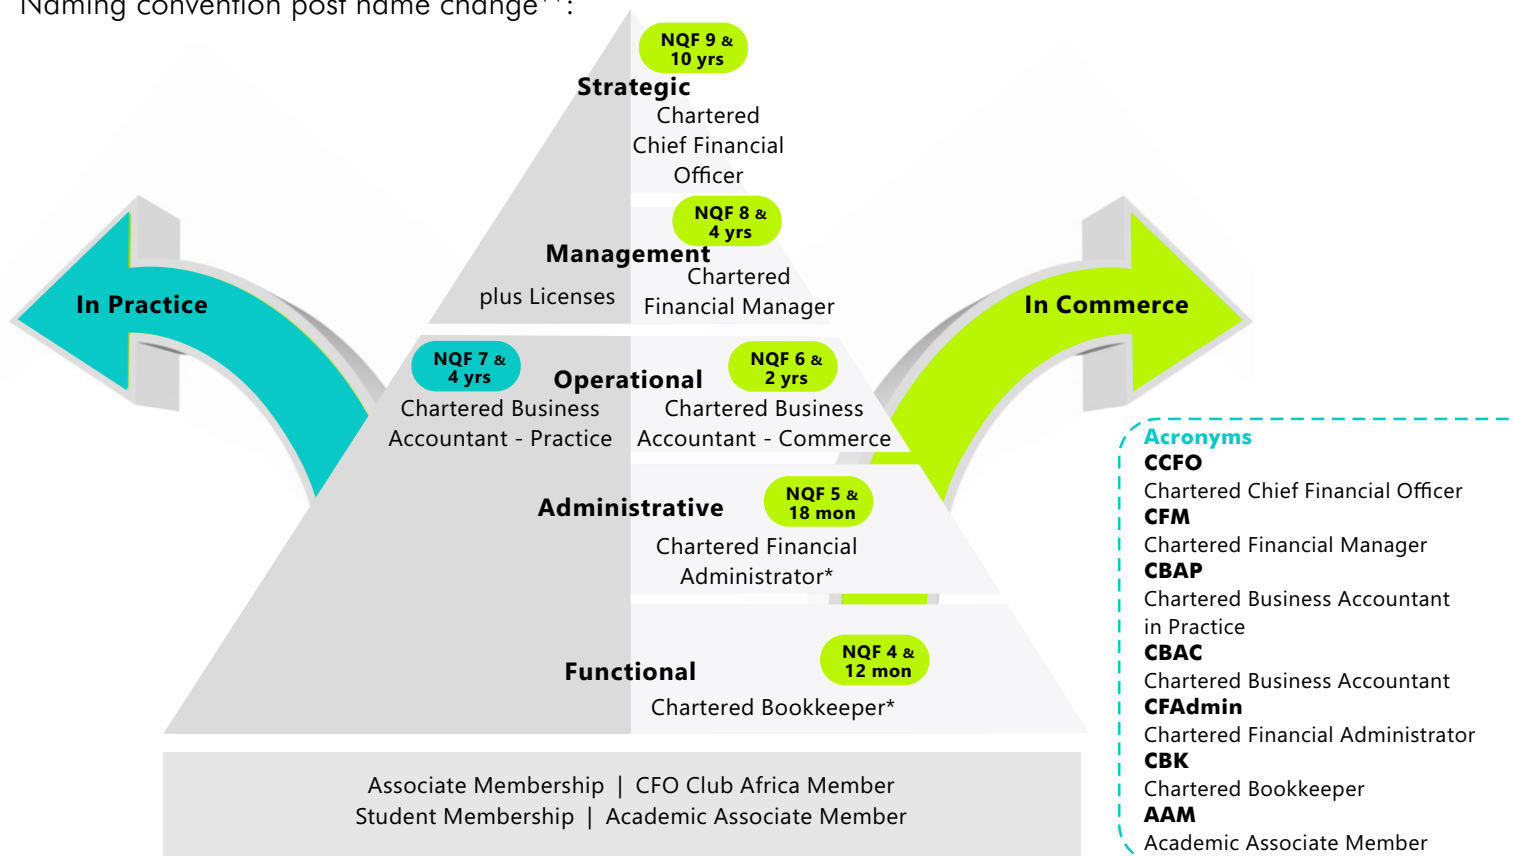 Naming convention post name change**:
NQF 9 &
10 yrs
Strategic
Chartered
Chief Financial
Officer
NQF 8 &
4 yrs
Management
plus Licenses
Chartered
Financial Manager
In Practice
In Commerce
NQF 7 &
4 yrs
Operational
NQF 6 &
2 yrs
Chartered Business
Accountant - Practice
Chartered Business
Accountant - Commerce
Administrative
NQF 5 &
18 mon
Chartered Financial
Administrator*
Functional
NQF 4 &
12 mon
Chartered Bookkeeper*
Associate Membership | CFO Club Africa Member
Student Membership | Academic Associate Member
Acronyms
CCFO
Chartered Chief Financial Officer
CFM
Chartered Financial Manager
CBAP
Chartered Business Accountant
in Practice
CBAC
Chartered Business Accountant
CFAdmin
Chartered Financial Administrator
CBK
Chartered Bookkeeper
AAM
Academic Associate Member